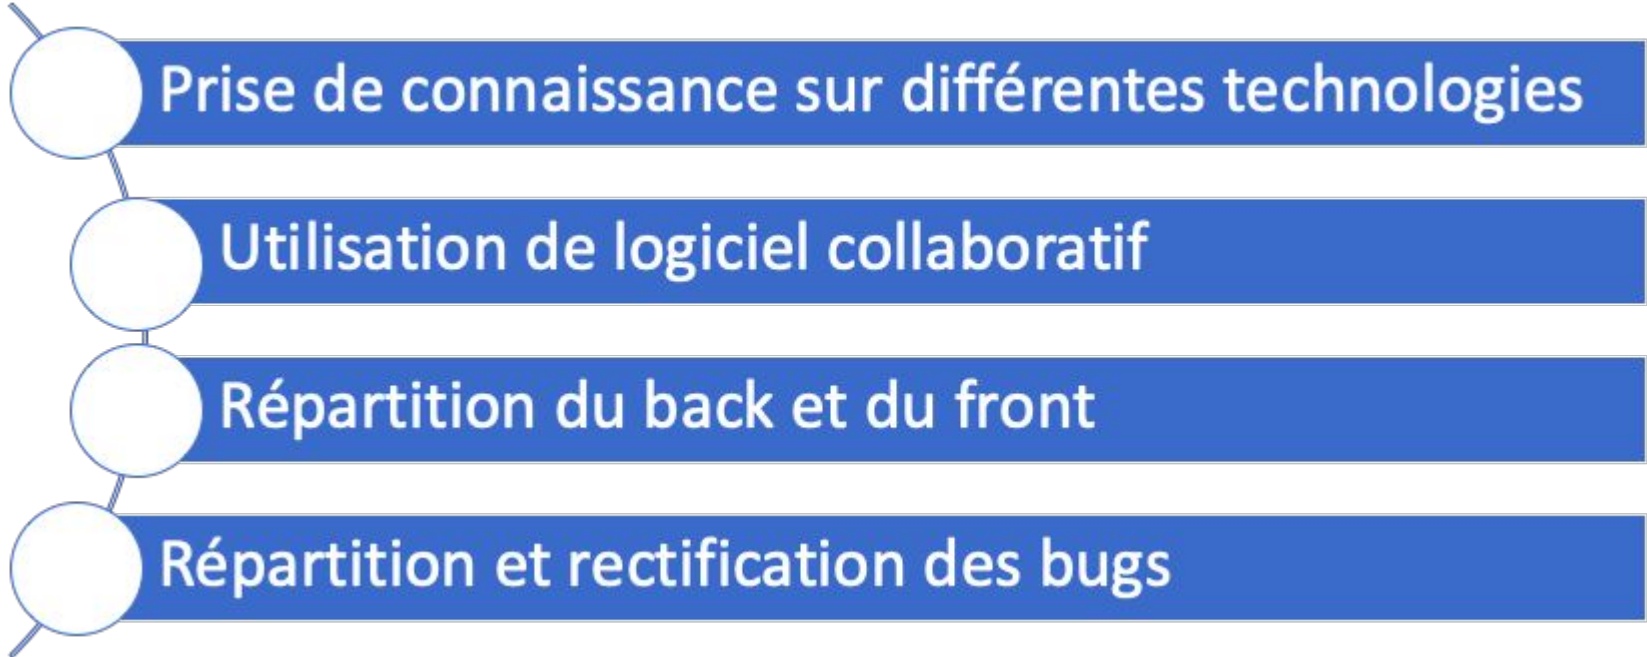 Prise de connaissance sur différentes technologies
Utilisation de logiciel collaboratif
Répartition du back et du front
Répartition et rectification des bugs